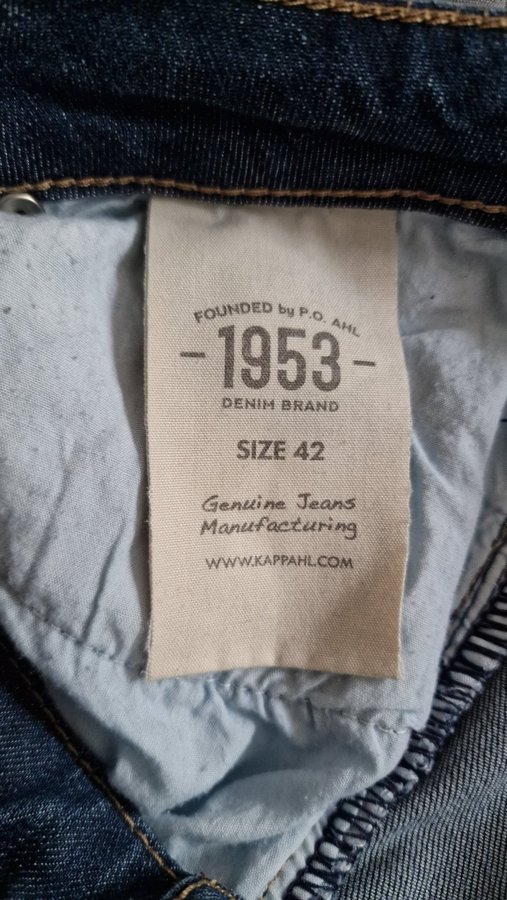 FOUNDED by P.O. AHL
- 1953 -
DENIM BRAND
SIZE 42
Genuine Jeans
Manufacturing
WWW.KAPPAHL.COM